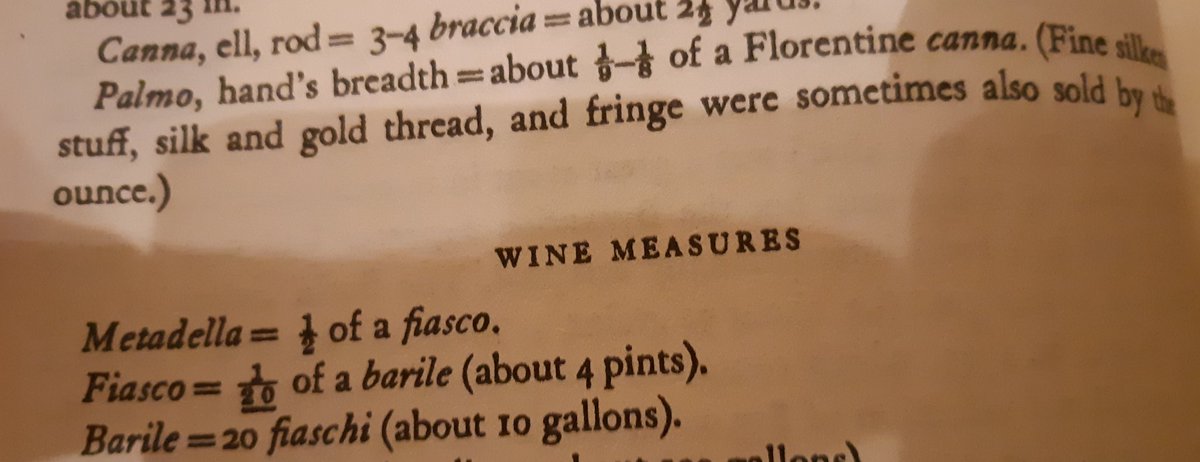 about 23 in.
Canna, ell, rod = 3–4 braccia = about 2½ yards.
Palmo, hand's breadth = about 1/9–1/8 of a Florentine canna. (Fine silken
stuff, silk and gold thread, and fringe were sometimes also sold by the
ounce.)
WINE MEASURES
Metadella = ½ of a fiasco.
Fiasco = 1/20 of a barile (about 4 pints).
Barile = 20 fiaschi (about 10 gallons).
gallons)